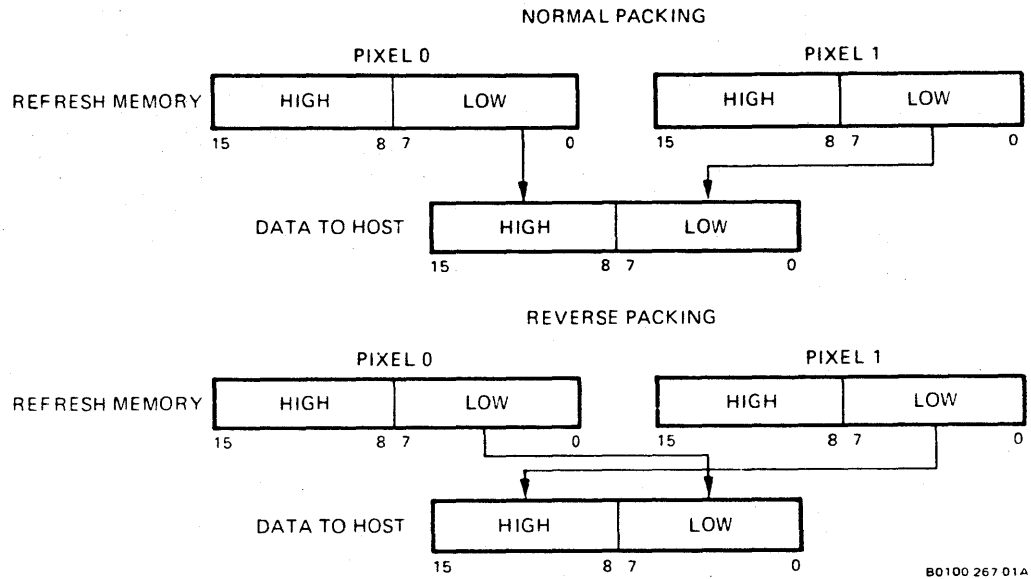 NORMAL PACKING
PIXEL 0 PIXEL 1
REFRESH MEMORY HIGH LOW HIGH LOW
15 8 7 0 15 8 7 0
DATA TO HOST HIGH LOW
15 8 7 0
REVERSE PACKING
PIXEL 0 PIXEL 1
REFRESH MEMORY HIGH LOW HIGH LOW
15 8 7 0 15 8 7 0
DATA TO HOST HIGH LOW
15 8 7 0
B0100 267 01A